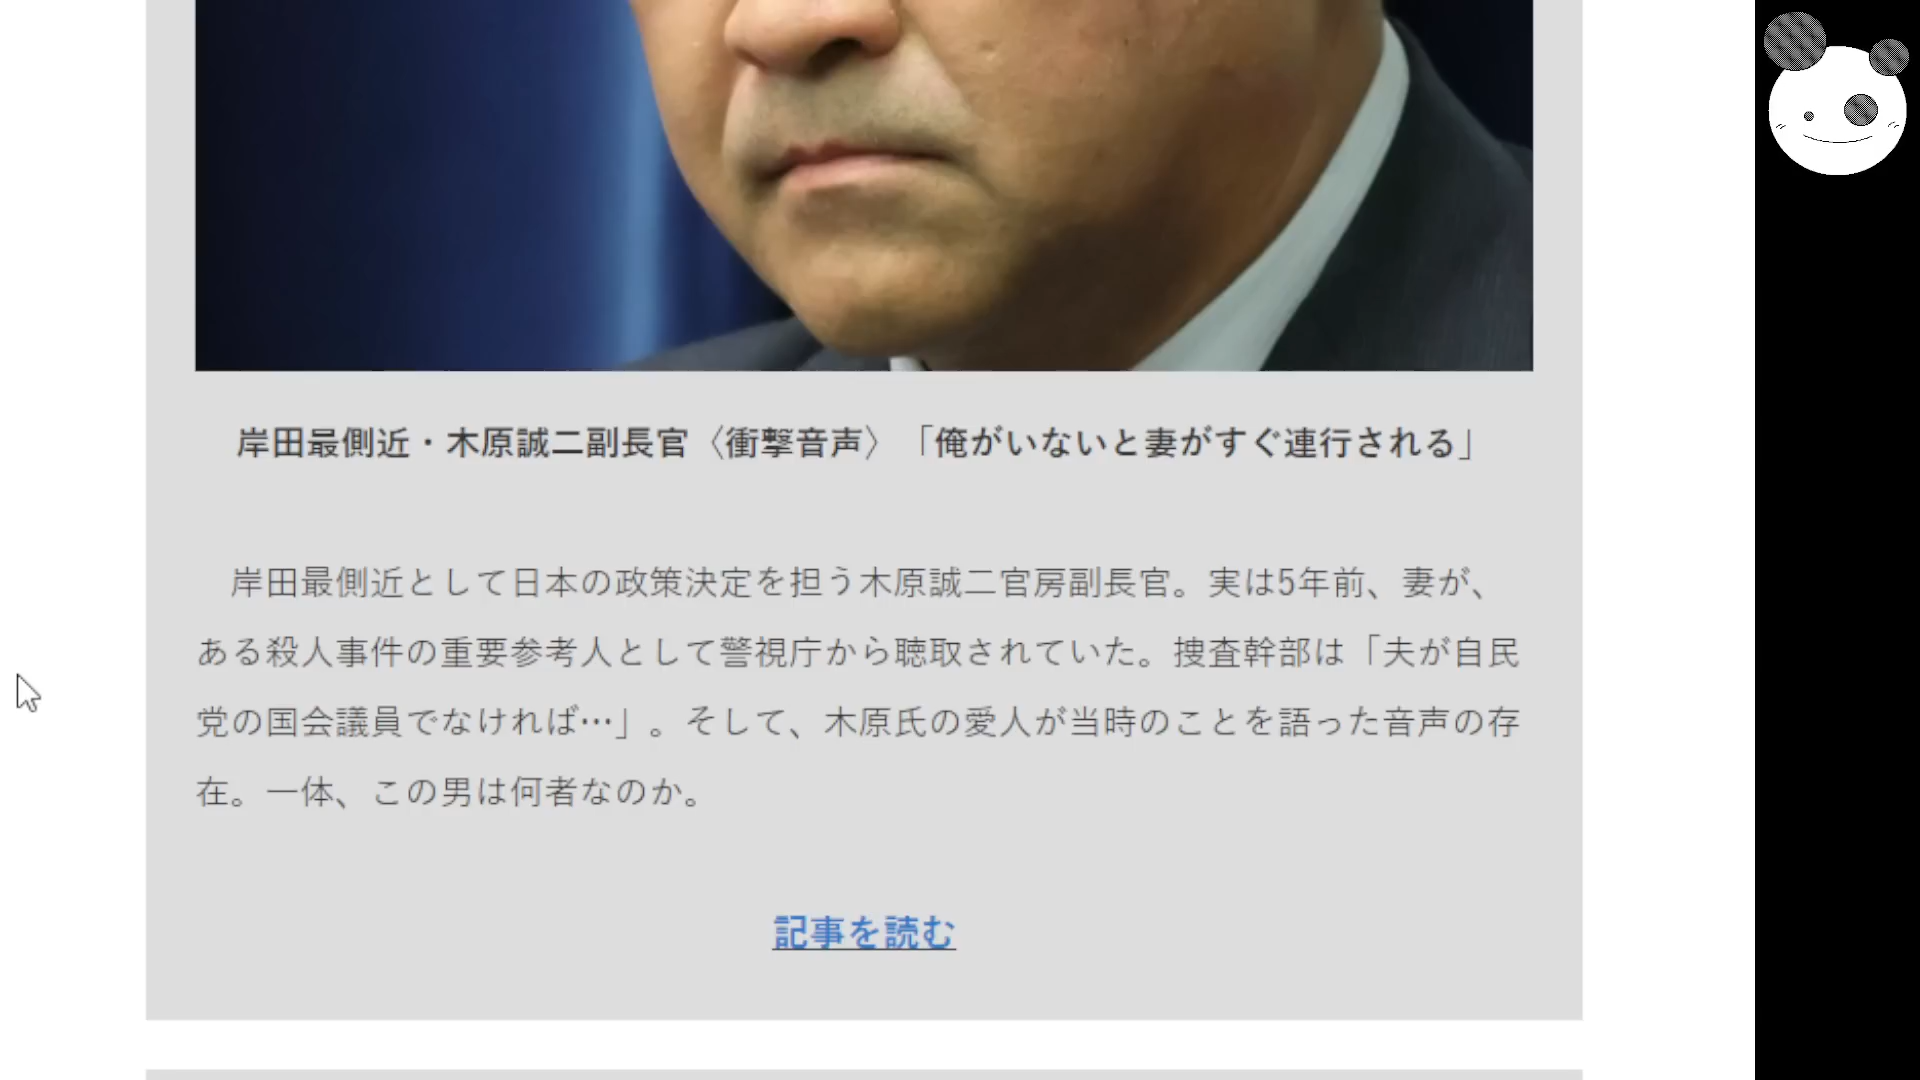 岸田最側近・木原誠二副長官〈衝撃音声〉「俺がいないと妻がすぐ連行される」
岸田最側近として日本の政策決定を担う木原誠二官房副長官。実は5年前、妻が、
ある殺人事件の重要参考人として警視庁から聴取されていた。捜査幹部は「夫が自民
党の国会議員でなければ…」。そして、木原氏の愛人が当時のことを語った音声の存
在。一体、この男は何者なのか。
記事を読む